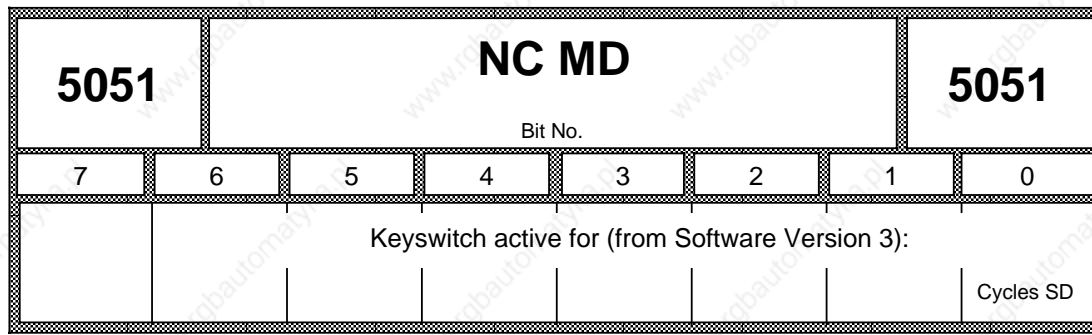 5051 NC MD 5051
Bit No.
7 6 5 4 3 2 1 0
Keyswitch active for (from Software Version 3):
Cycles SD